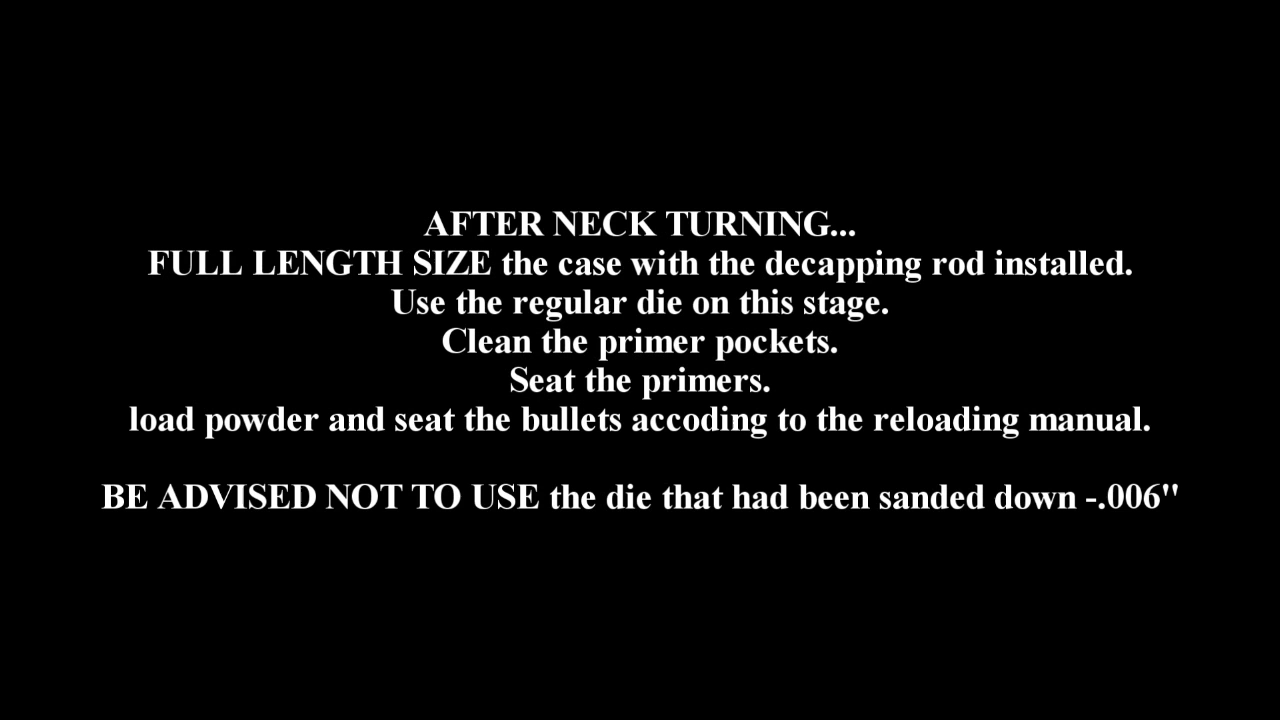 AFTER NECK TURNING...
FULL LENGTH SIZE the case with the decapping rod installed.
Use the regular die on this stage.
Clean the primer pockets.
Seat the primers.
load powder and seat the bullets accoding to the reloading manual.
BE ADVISED NOT TO USE the die that had been sanded down -.006"